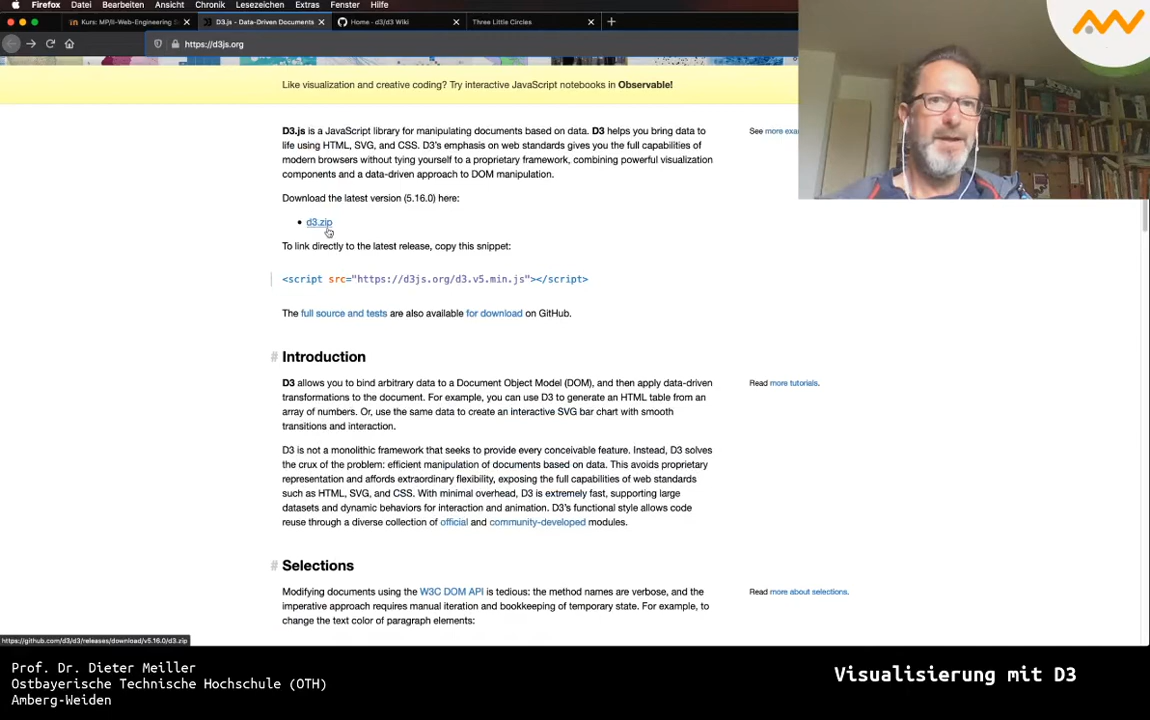 Firefox Datei Bearbeiten Ansicht Chronik Lesezeichen Extras Fenster Hilfe
Kurs: MP/II-Web-Engineering S
D3.js - Data-Driven Documents
Home · d3/d3 Wiki
Three Little Circles
https://d3js.org
Like visualization and creative coding? Try interactive JavaScript notebooks in Observable!
D3.js is a JavaScript library for manipulating documents based on data. D3 helps you bring data to
life using HTML, SVG, and CSS. D3's emphasis on web standards gives you the full capabilities of
modern browsers without tying yourself to a proprietary framework, combining powerful visualization
components and a data-driven approach to DOM manipulation.
See more exa
Download the latest version (5.16.0) here:
• d3.zip
To link directly to the latest release, copy this snippet:
<script src="https://d3js.org/d3.v5.min.js"></script>
The full source and tests are also available for download on GitHub.
# Introduction
D3 allows you to bind arbitrary data to a Document Object Model (DOM), and then apply data-driven
transformations to the document. For example, you can use D3 to generate an HTML table from an
array of numbers. Or, use the same data to create an interactive SVG bar chart with smooth
transitions and interaction.
Read more tutorials.
D3 is not a monolithic framework that seeks to provide every conceivable feature. Instead, D3 solves
the crux of the problem: efficient manipulation of documents based on data. This avoids proprietary
representation and affords extraordinary flexibility, exposing the full capabilities of web standards
such as HTML, SVG, and CSS. With minimal overhead, D3 is extremely fast, supporting large
datasets and dynamic behaviors for interaction and animation. D3's functional style allows code
reuse through a diverse collection of official and community-developed modules.
# Selections
Modifying documents using the W3C DOM API is tedious: the method names are verbose, and the
imperative approach requires manual iteration and bookkeeping of temporary state. For example, to
change the text color of paragraph elements:
Read more about selections.
https://github.com/d3/d3/releases/download/v5.16.0/d3.zip
Prof. Dr. Dieter Meiller
Ostbayerische Technische Hochschule (OTH)
Amberg-Weiden
Visualisierung mit D3